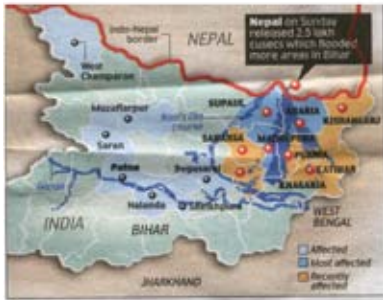 Indo-Nepal
border
NEPAL
Nepal on Sunday
released 2.5 lakh
cusecs which flooded
more areas in Bihar
West
Champaran
SUPAUL
ARARIA
KISHANGANJ
Muzaffarpur
Kosi's Old
Course
Saran
SAHARSA
MADHEPURA
PURNIA
Patna
Begusarai
KATIHAR
KHAGARIA
Nalanda
INDIA
BIHAR
WEST
BENGAL
JHARKHAND
Affected
Most affected
Recently
affected